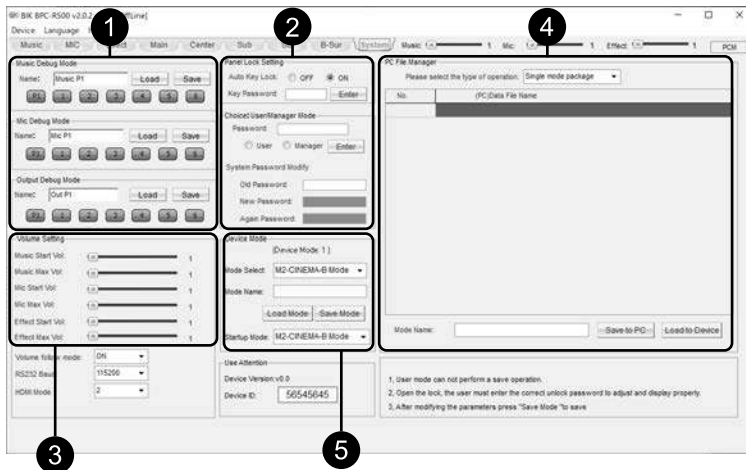 BIK BPC-RS00 v2.0.2
Line[
Device Language
Music MIC Main Center Sub B-Sur System Music: 1 Mic: 1 Effect: 1 PCM
Music Debug Mode
Name: Music P1 Load Save
P1 1 2 3 4 5 6
Mic Debug Mode
Name: Mic P1 Load Save
P1 1 2 3 4 5 6
Output Debug Mode
Name: Out P1 Load Save
P1 1 2 3 4 5 6
Volume Setting
Music Start Vol: 1
Music Max Vol: 1
Mic Start Vol: 1
Mic Max Vol: 1
Effect Start Vol: 1
Effect Max Vol: 1
Volume follow mode: ON
RS232 Baud 115200
HDMI Mode 2
Panel Lock Setting
Auto Key Lock: OFF ON
Key Password: Enter
Choice User/Manager Mode
Password:
User Manager Enter
System Password Modify
Old Password:
New Password:
Again Password:
Device Mode
(Device Mode: 1 )
Mode Select: M2-CINEMA-B Mode
Mode Name:
Load Mode Save Mode
Startup Mode: M2-CINEMA-B Mode
Use Attention
Device Version:v0.0
Device ID: 56545645
PC File Manager
Please select the type of operation: Single mode package
No. (PC)Data File Name
Mode Name: Save to PC Load to Device
1, User mode can not perform a save operation.
2, Open the lock, the user must enter the correct unlock password to adjust and display properly.
3, After modifying the parameters press "Save Mode "to save
1
2
3
4
5